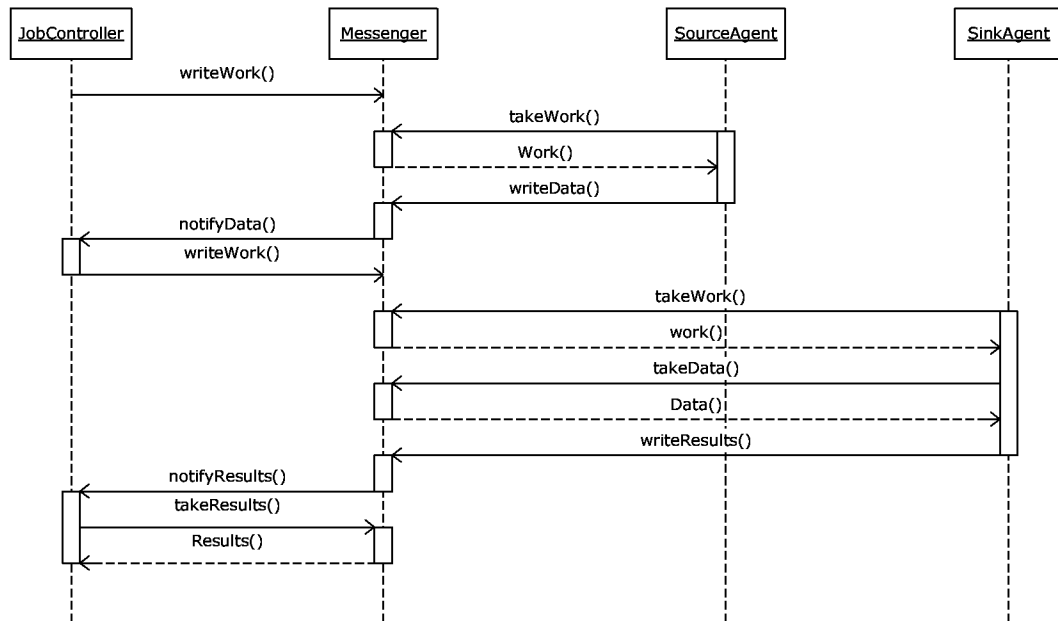 JobController
Messenger
SourceAgent
SinkAgent
writeWork()
takeWork()
Work()
writeData()
notifyData()
writeWork()
takeWork()
work()
takeData()
Data()
writeResults()
notifyResults()
takeResults()
Results()